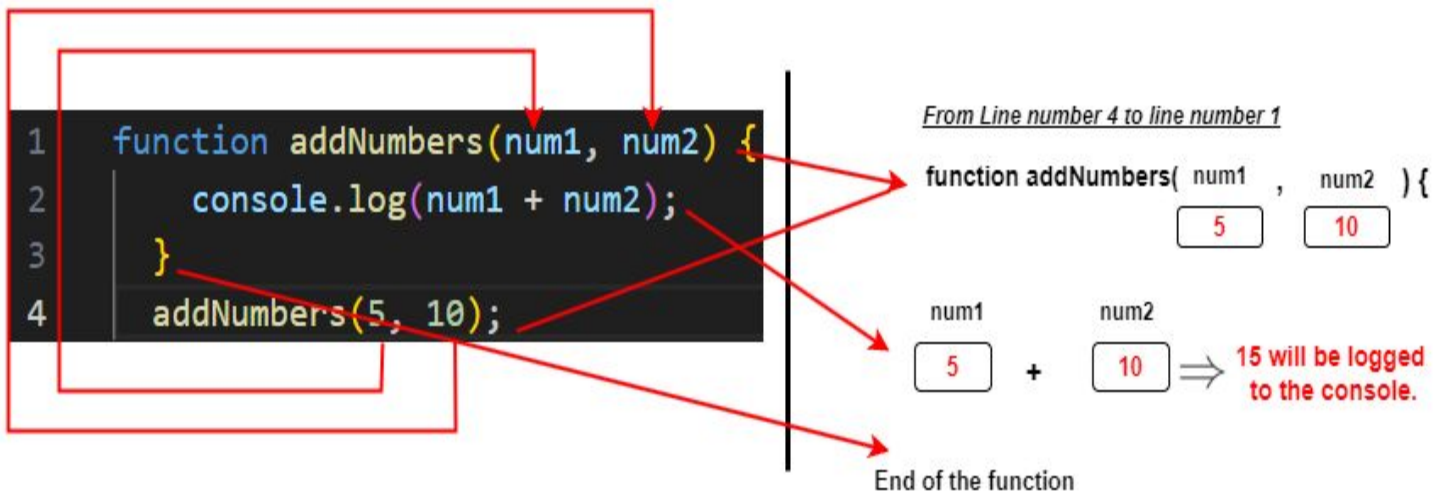 1 function addNumbers(num1, num2) {
2 console.log(num1 + num2);
3 }
4 addNumbers(5, 10);
From Line number 4 to line number 1
function addNumbers( num1 , num2 ) {
5 10
num1 num2
5 + 10 ⇒ 15 will be logged
to the console.
End of the function